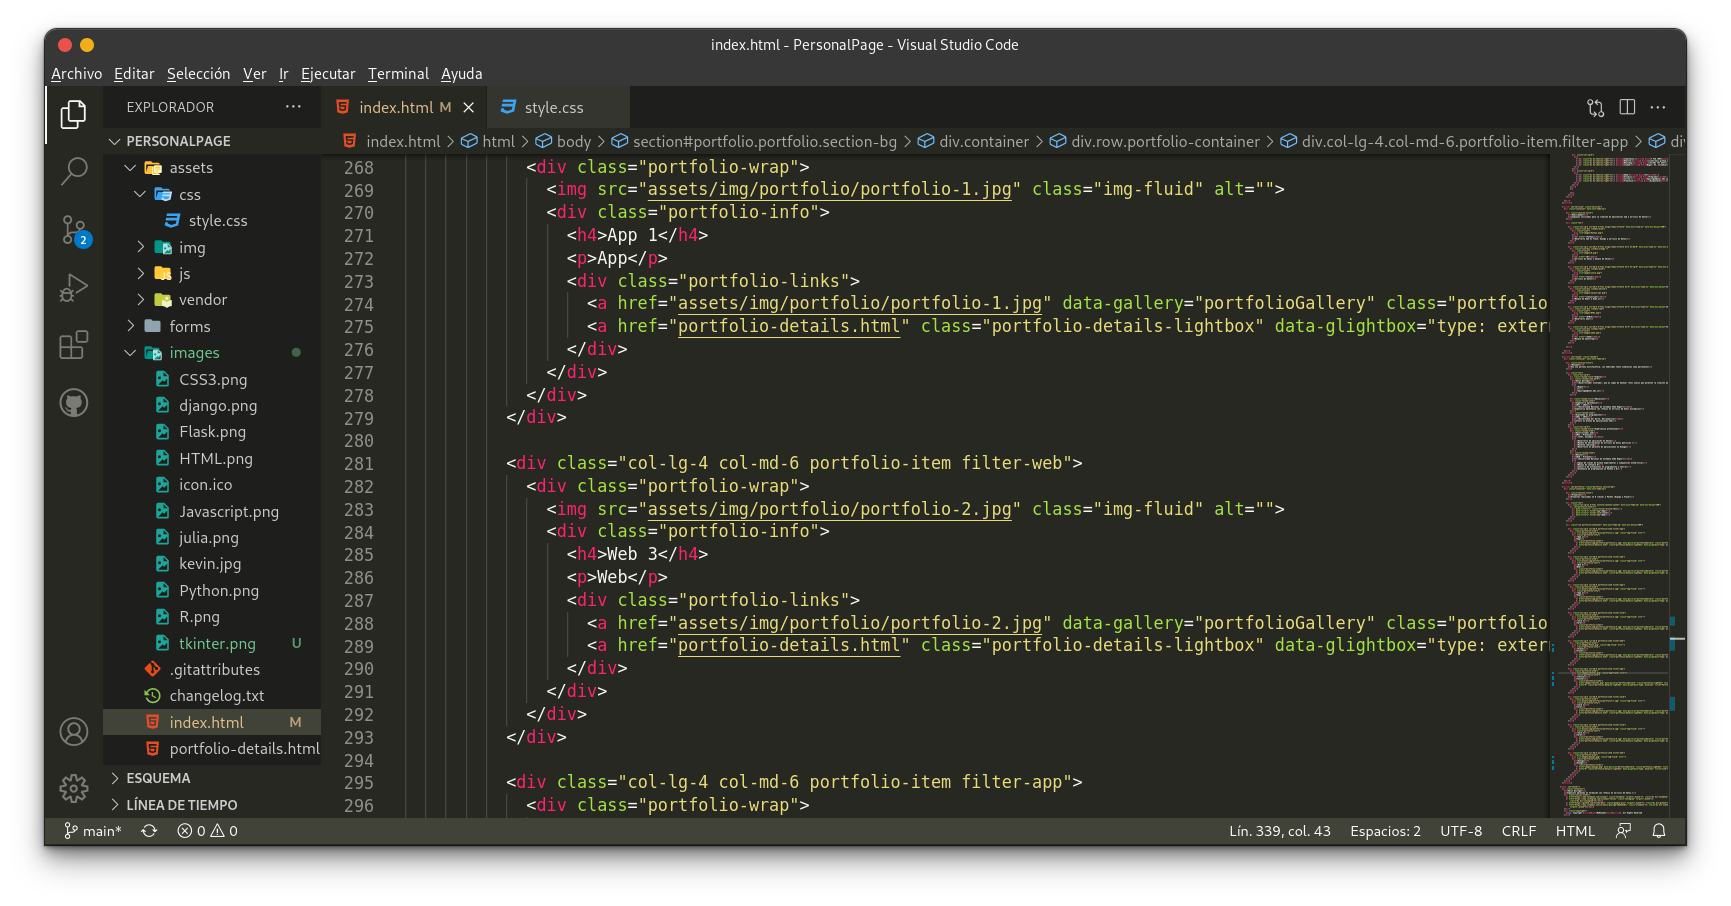 index.html - PersonalPage - Visual Studio Code
Archivo Editar Selección Ver Ir Ejecutar Terminal Ayuda
EXPLORADOR
index.html M
style.css
PERSONALPAGE
index.html > html > body > section#portfolio.portfolio.section-bg > div.container > div.row.portfolio-container > div.col-lg-4.col-md-6.portfolio-item.filter-app > di
assets
css
style.css
img
js
vendor
forms
images
CSS3.png
django.png
Flask.png
HTML.png
icon.ico
Javascript.png
julia.png
kevin.jpg
Python.png
R.png
tkinter.png U
.gitattributes
changelog.txt
index.html M
portfolio-details.html
ESQUEMA
LÍNEA DE TIEMPO
2
268 <div class="portfolio-wrap">
269 <img src="assets/img/portfolio/portfolio-1.jpg" class="img-fluid" alt="">
270 <div class="portfolio-info">
271 <h4>App 1</h4>
272 <p>App</p>
273 <div class="portfolio-links">
274 <a href="assets/img/portfolio/portfolio-1.jpg" data-gallery="portfolioGallery" class="portfolio
275 <a href="portfolio-details.html" class="portfolio-details-lightbox" data-glightbox="type: exter
276 </div>
277 </div>
278 </div>
279 </div>
280
281 <div class="col-lg-4 col-md-6 portfolio-item filter-web">
282 <div class="portfolio-wrap">
283 <img src="assets/img/portfolio/portfolio-2.jpg" class="img-fluid" alt="">
284 <div class="portfolio-info">
285 <h4>Web 3</h4>
286 <p>Web</p>
287 <div class="portfolio-links">
288 <a href="assets/img/portfolio/portfolio-2.jpg" data-gallery="portfolioGallery" class="portfolio
289 <a href="portfolio-details.html" class="portfolio-details-lightbox" data-glightbox="type: exter
290 </div>
291 </div>
292 </div>
293 </div>
294
295 <div class="col-lg-4 col-md-6 portfolio-item filter-app">
296 <div class="portfolio-wrap">
main* 0 0 Lín. 339, col. 43 Espacios: 2 UTF-8 CRLF HTML